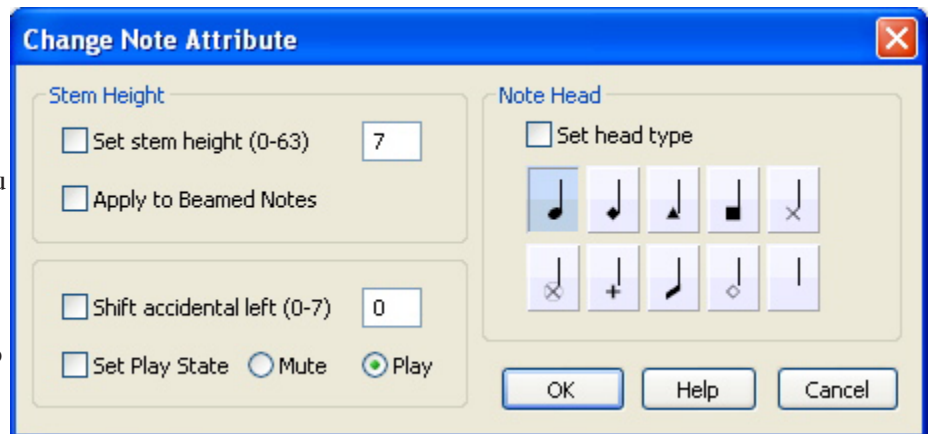 Change Note Attribute
Stem Height
Set stem height (0-63) 7
Apply to Beamed Notes
Shift accidental left (0-7) 0
Set Play State Mute Play
Note Head
Set head type
OK Help Cancel